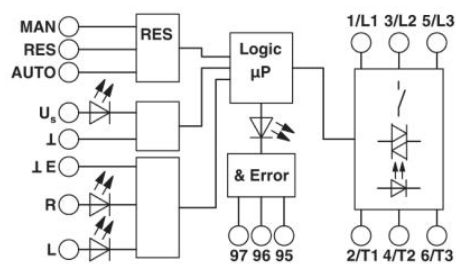 MAN
RES
AUTO
RES
Us
⊥
⊥ E
R
L
Logic
µP
& Error
97 96 95
1/L1 3/L2 5/L3
2/T1 4/T2 6/T3